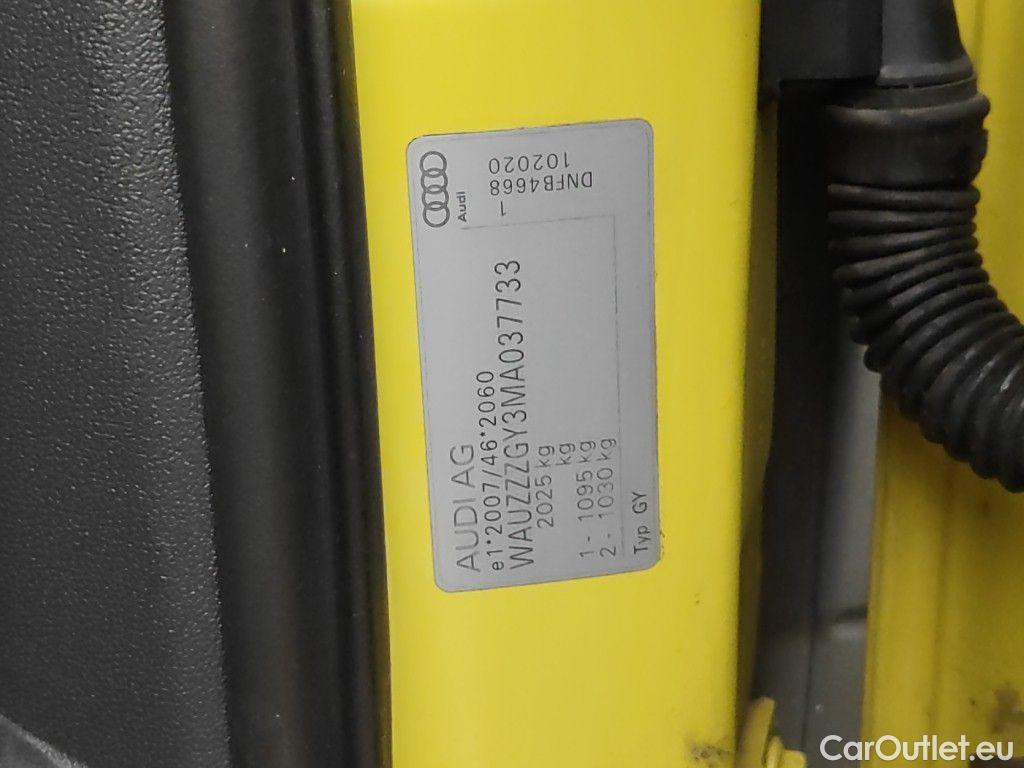 AUDI AG
e1*2007/46*2060
WAUZZZGY3MA037733
2025 kg
kg
1 - 1095 kg
2 - 1030 kg
Typ GY
Audi
1
DNFB4668
102020
CarOutlet.eu